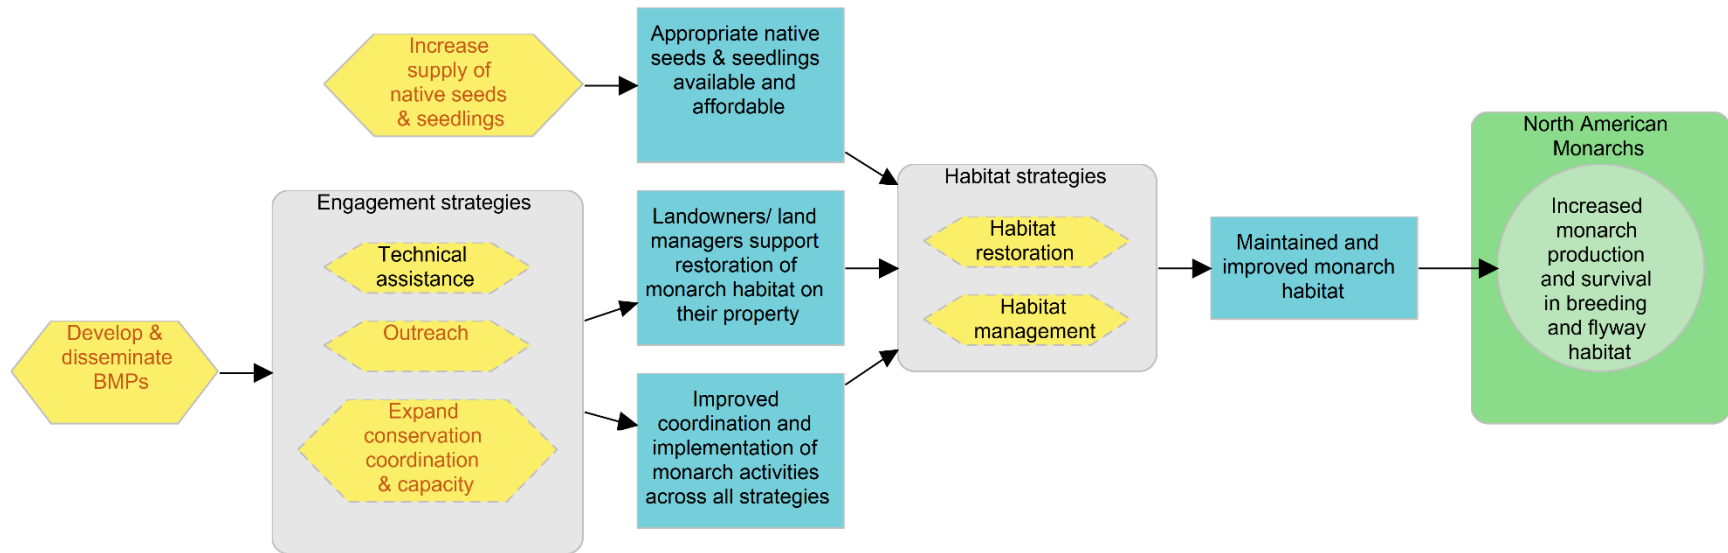 Increase
supply of
native seeds
& seedlings
Appropriate native
seeds & seedlings
available and
affordable
Develop &
disseminate
BMPs
Engagement strategies
Technical
assistance
Outreach
Expand
conservation
coordination
& capacity
Landowners/ land
managers support
restoration of
monarch habitat on
their property
Improved
coordination and
implementation of
monarch activities
across all strategies
Habitat strategies
Habitat
restoration
Habitat
management
Maintained and
improved monarch
habitat
North American
Monarchs
Increased
monarch
production
and survival
in breeding
and flyway
habitat